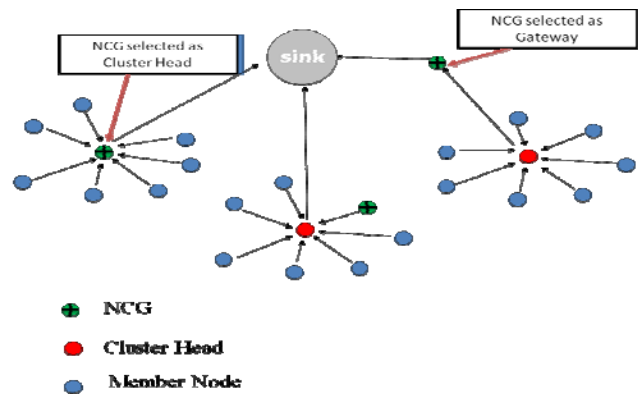 NCG selected as
Cluster Head
sink
NCG selected as
Gateway
NCG
Cluster Head
Member Node